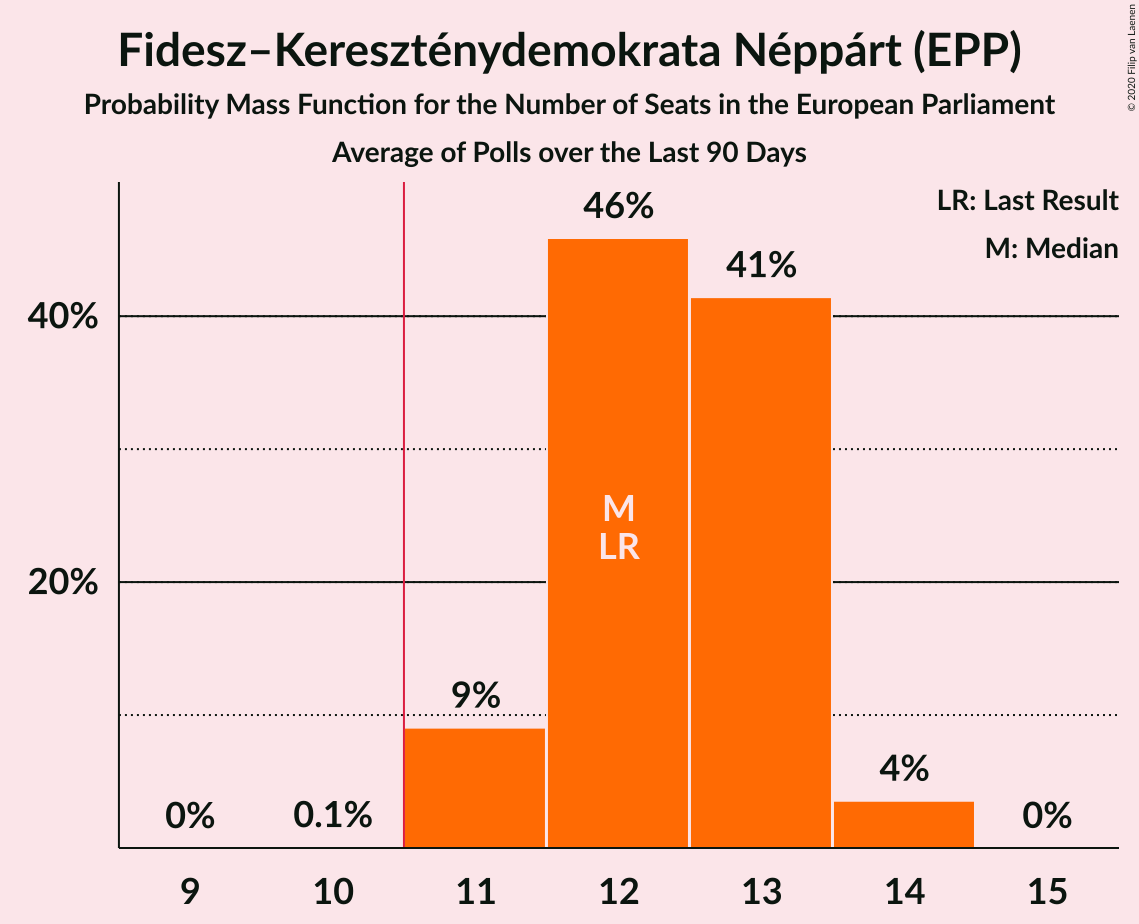 Fidesz–Kereszténydemokrata Néppárt (EPP)
Probability Mass Function for the Number of Seats in the European Parliament
Average of Polls over the Last 90 Days
© 2020 Filip van Laenen
LR: Last Result
M: Median
46%
41%
40%
M
LR
20%
9%
4%
0%
0.1%
0%
9
10
11
12
13
14
15